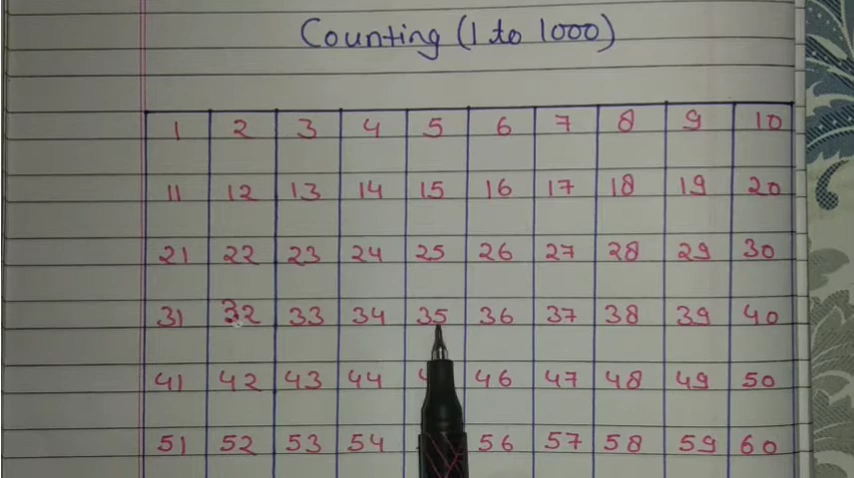 Counting (1 to 1000)
1 2 3 4 5 6 7 8 9 10
11 12 13 14 15 16 17 18 19 20
21 22 23 24 25 26 27 28 29 30
31 32 33 34 35 36 37 38 39 40
41 42 43 44 46 47 48 49 50
51 52 53 54 56 57 58 59 60